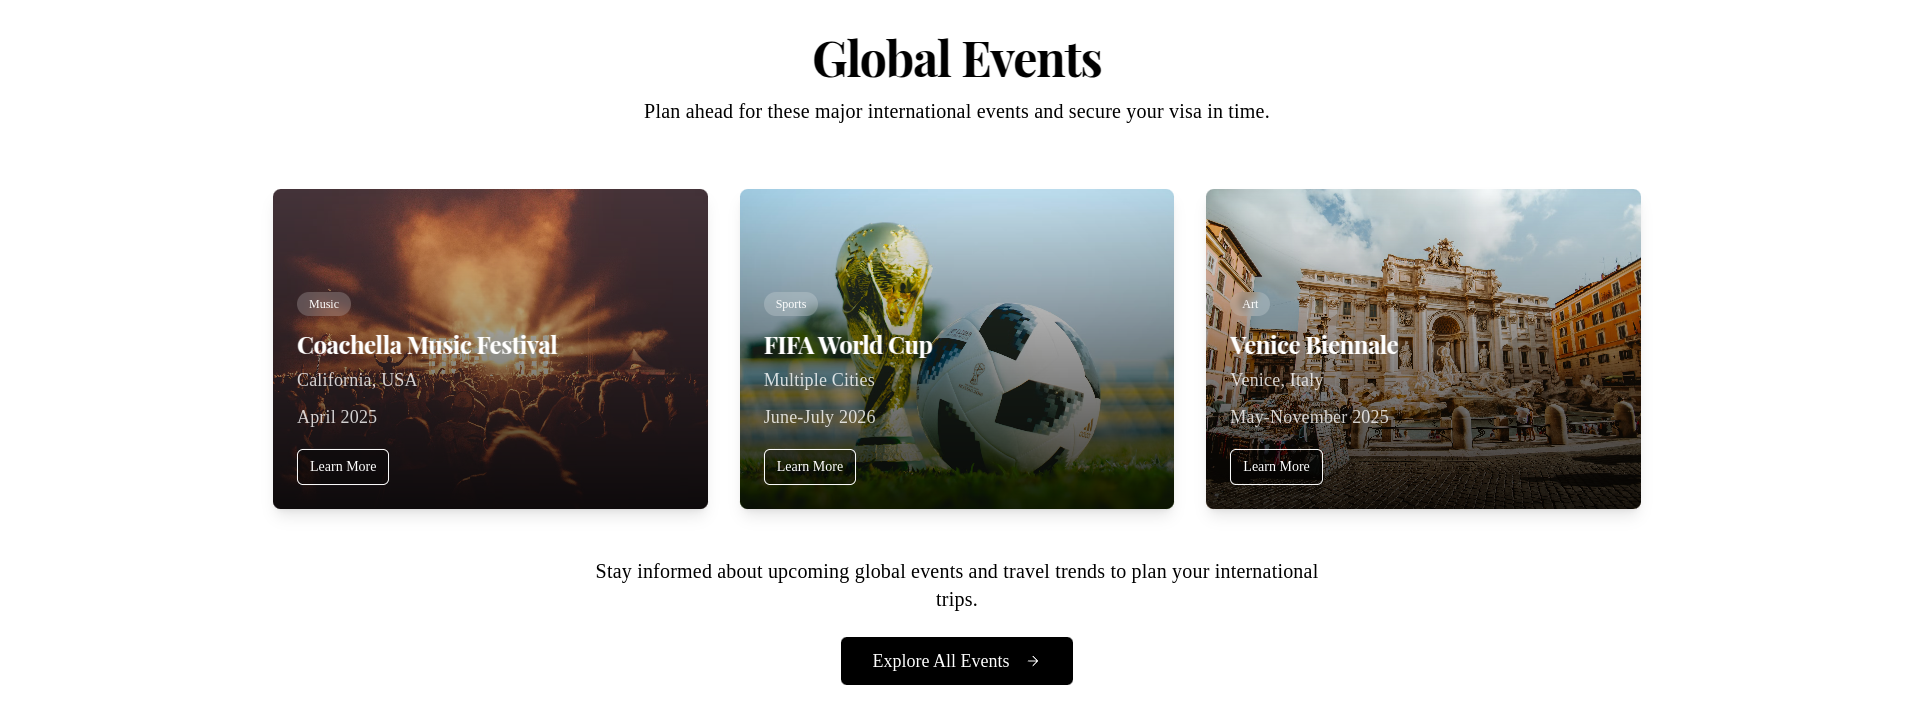 Global Events
Plan ahead for these major international events and secure your visa in time.
Music
Coachella Music Festival
California, USA
April 2025
Learn More
Sports
FIFA World Cup
Multiple Cities
June-July 2026
Learn More
Art
Venice Biennale
Venice, Italy
May-November 2025
Learn More
Stay informed about upcoming global events and travel trends to plan your international
trips.
Explore All Events